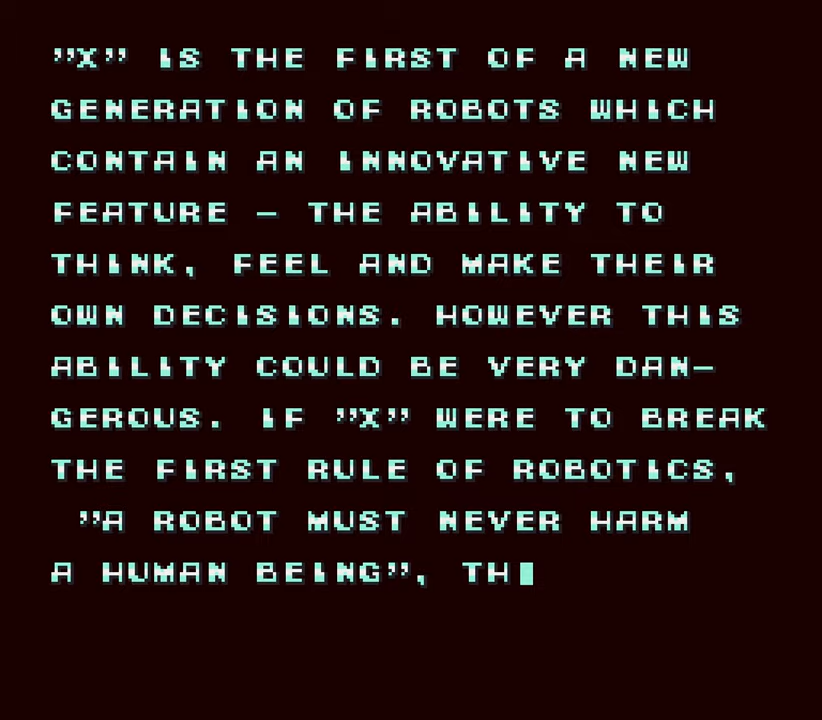 "X" IS THE FIRST OF A NEW
GENERATION OF ROBOTS WHICH
CONTAIN AN INNOVATIVE NEW
FEATURE – THE ABILITY TO
THINK, FEEL AND MAKE THEIR
OWN DECISIONS. HOWEVER THIS
ABILITY COULD BE VERY DAN–
GEROUS. IF "X" WERE TO BREAK
THE FIRST RULE OF ROBOTICS,
"A ROBOT MUST NEVER HARM
A HUMAN BEING", TH